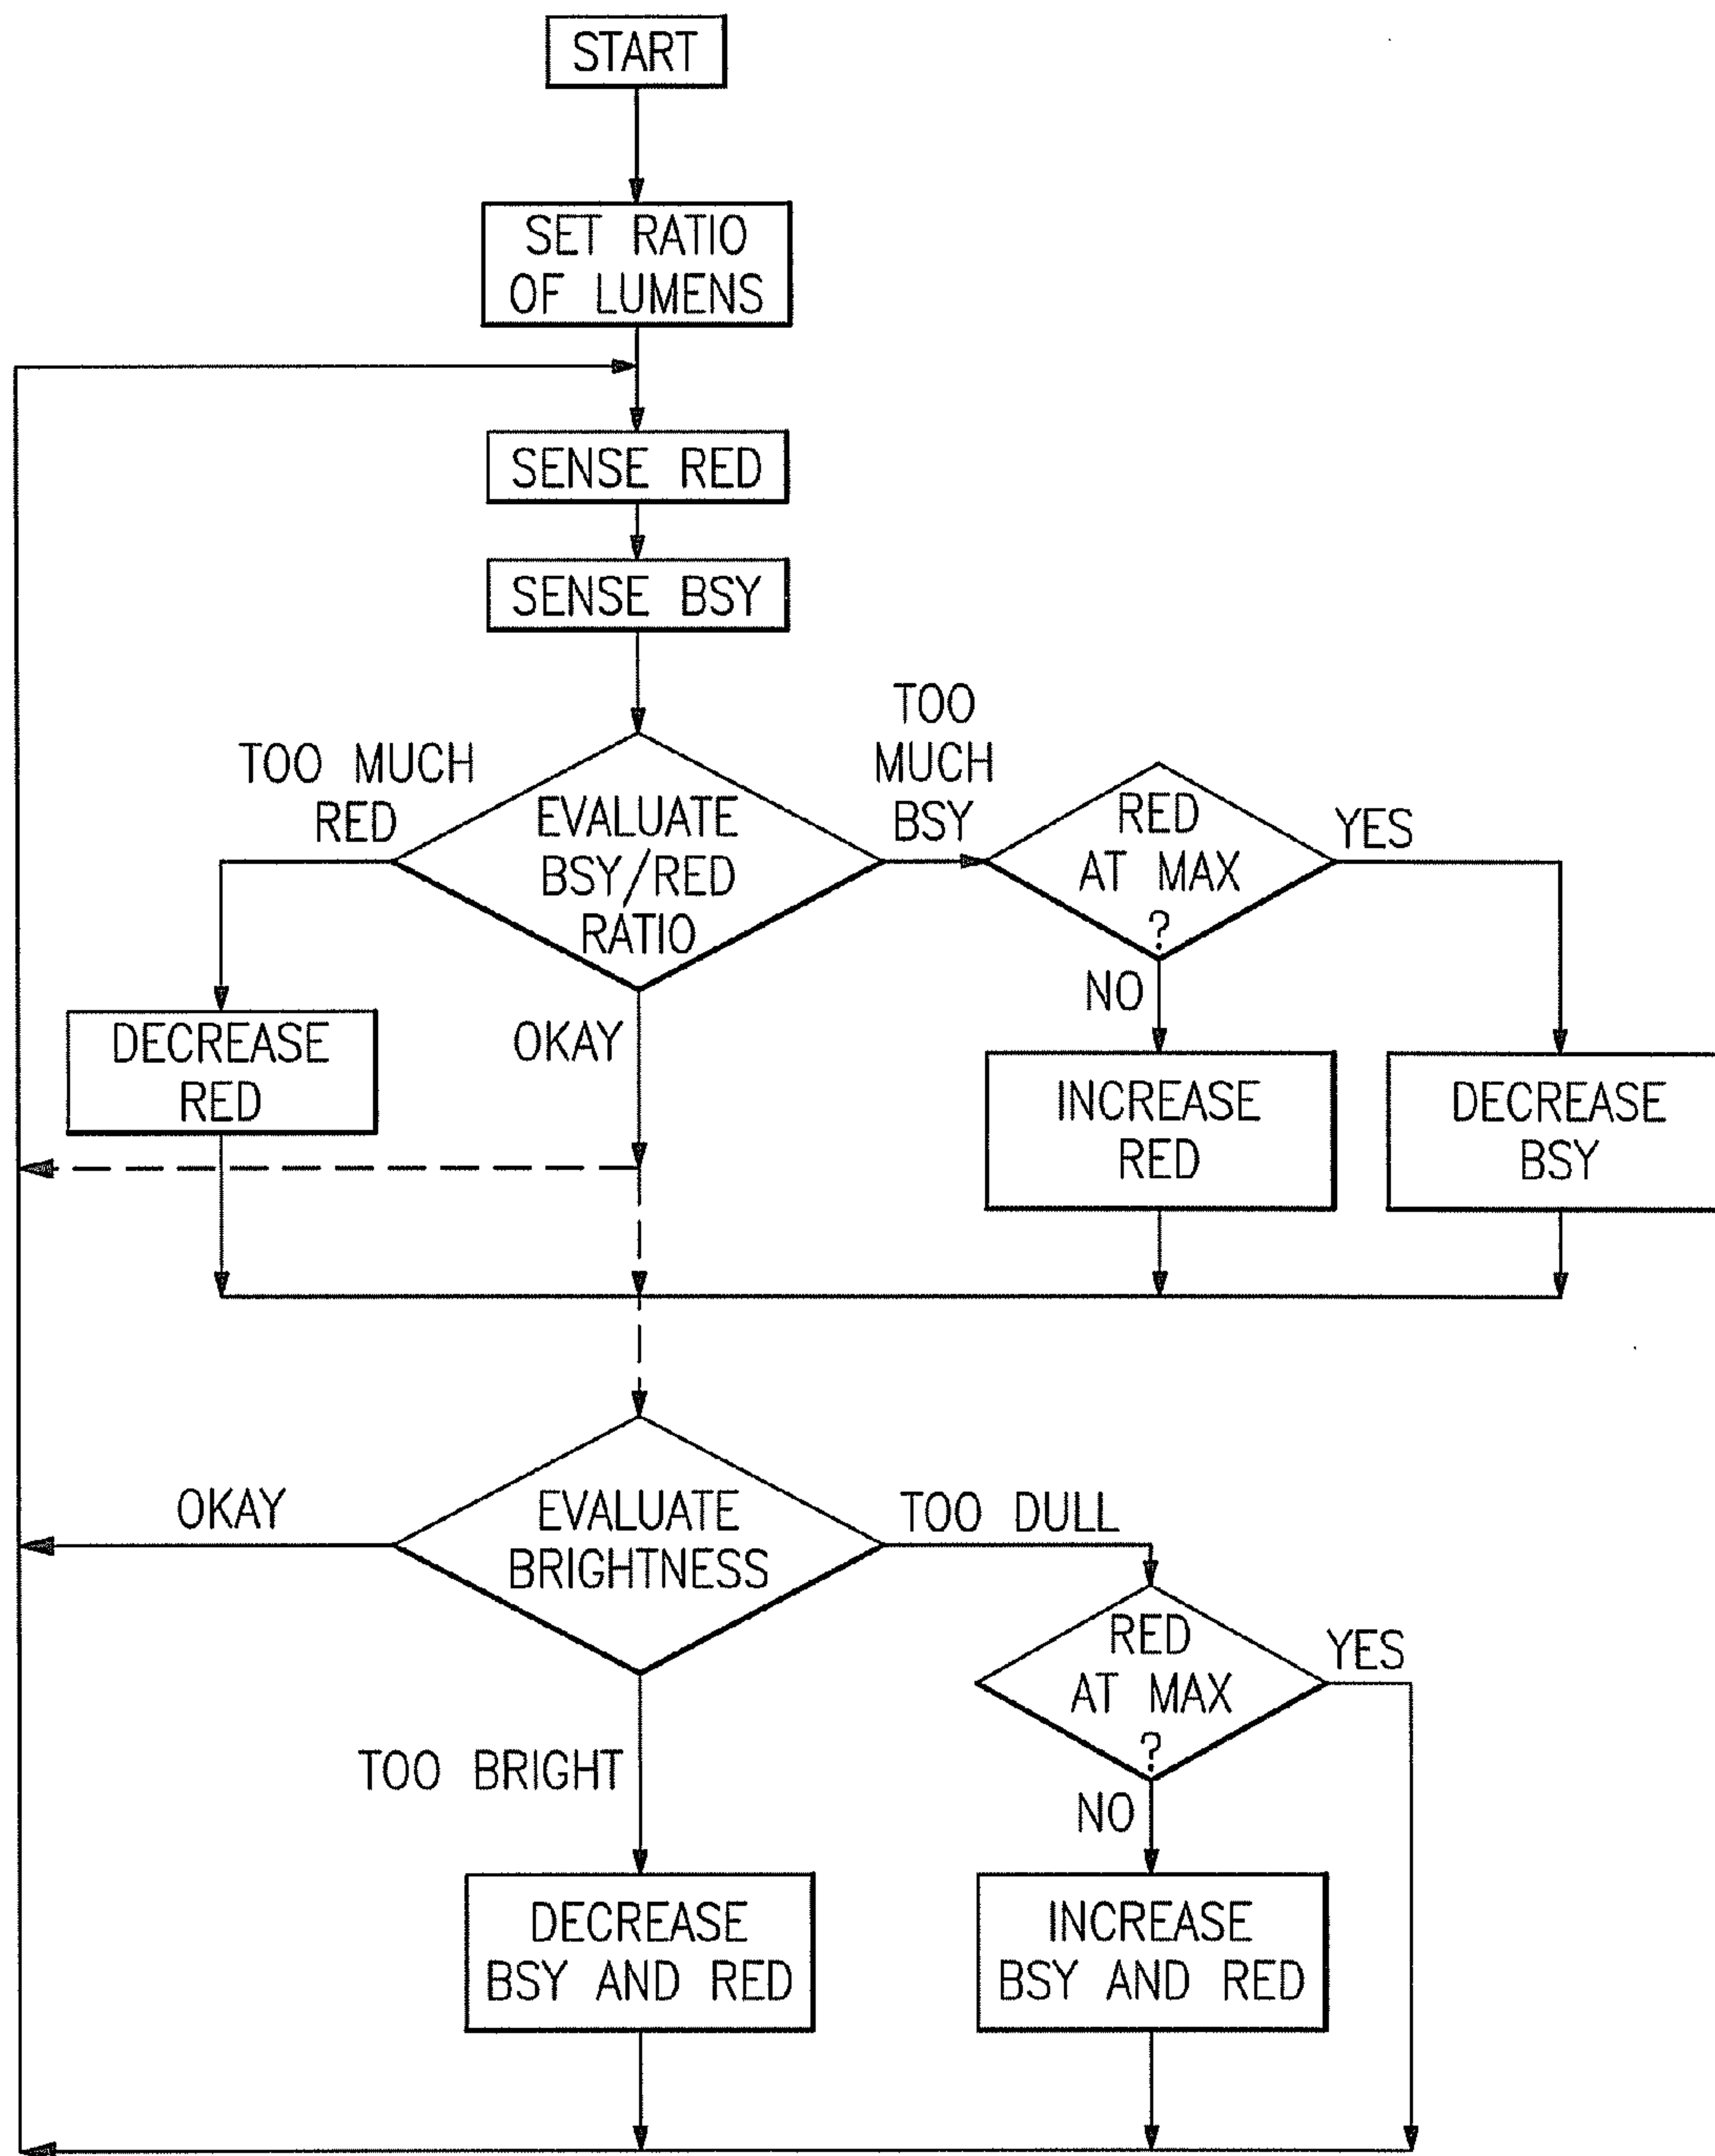 START
SET RATIO
OF LUMENS
SENSE RED
SENSE BSY
TOO MUCH
RED
EVALUATE
BSY/RED
RATIO
TOO
MUCH
BSY
RED
AT MAX
?
YES
NO
OKAY
DECREASE
RED
INCREASE
RED
DECREASE
BSY
OKAY
EVALUATE
BRIGHTNESS
TOO DULL
RED
AT MAX
?
YES
TOO BRIGHT
NO
DECREASE
BSY AND RED
INCREASE
BSY AND RED